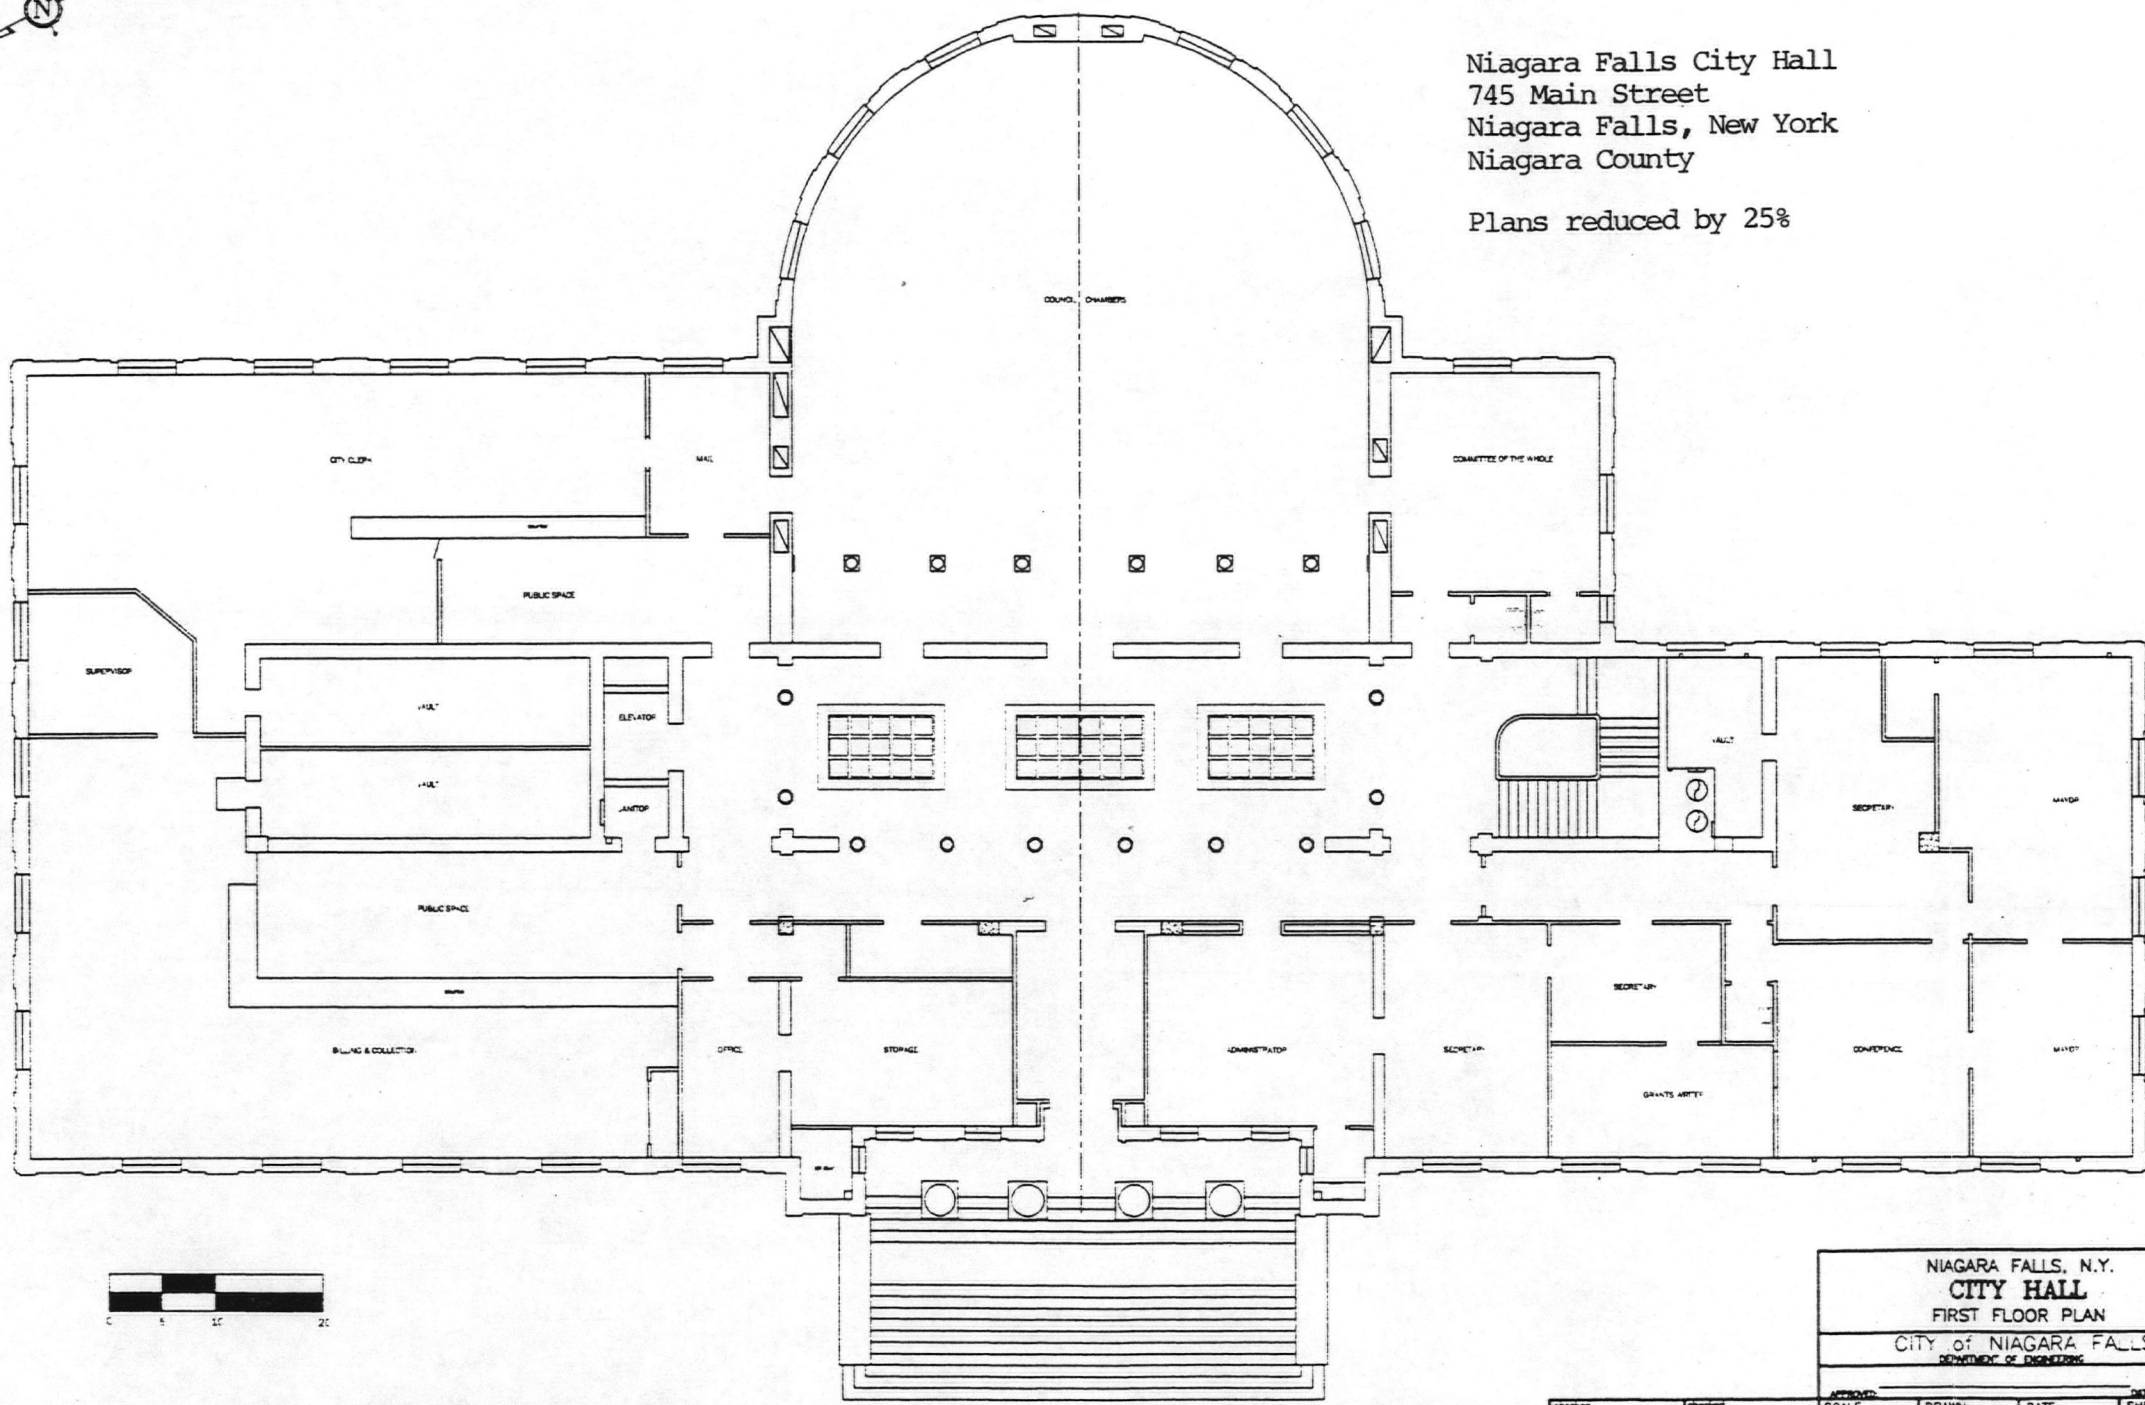 N
Niagara Falls City Hall
745 Main Street
Niagara Falls, New York
Niagara County
Plans reduced by 25%
COUNCIL CHAMBERS
CITY CLERK
MAIL
COMMITTEE OF THE WHOLE
PUBLIC SPACE
SUPERVISOR
VAULT
ELEVATOR
VAULT
SECRETARY
MAYOR
VAULT
JANITOR
PUBLIC SPACE
SECRETARY
BILLING & COLLECTION
OFFICE
STORAGE
ADMINISTRATOR
SECRETARY
CONFERENCE
MAYOR
GRANTS WRITER
0 5 10 20
NIAGARA FALLS, N.Y.
CITY HALL
FIRST FLOOR PLAN
CITY of NIAGARA FALLS
DEPARTMENT OF ENGINEERING
APPROVED: